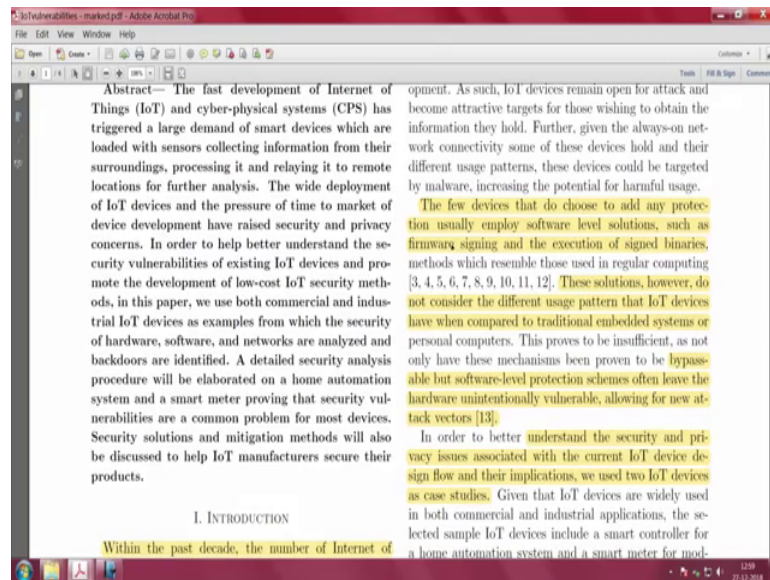 IoTvulnerabilities - marked.pdf - Adobe Acrobat Pro
File Edit View Window Help
Open Create
Customize
1 / 6
Tools Fill & Sign Comment
Abstract— The fast development of Internet of
Things (IoT) and cyber-physical systems (CPS) has
triggered a large demand of smart devices which are
loaded with sensors collecting information from their
surroundings, processing it and relaying it to remote
locations for further analysis. The wide deployment
of IoT devices and the pressure of time to market of
device development have raised security and privacy
concerns. In order to help better understand the se-
curity vulnerabilities of existing IoT devices and pro-
mote the development of low-cost IoT security meth-
ods, in this paper, we use both commercial and indus-
trial IoT devices as examples from which the security
of hardware, software, and networks are analyzed and
backdoors are identified. A detailed security analysis
procedure will be elaborated on a home automation
system and a smart meter proving that security vul-
nerabilities are a common problem for most devices.
Security solutions and mitigation methods will also
be discussed to help IoT manufacturers secure their
products.
I. INTRODUCTION
Within the past decade, the number of Internet of
opment. As such, IoT devices remain open for attack and
become attractive targets for those wishing to obtain the
information they hold. Further, given the always-on net-
work connectivity some of these devices hold and their
different usage patterns, these devices could be targeted
by malware, increasing the potential for harmful usage.
The few devices that do choose to add any protec-
tion usually employ software level solutions, such as
firmware signing and the execution of signed binaries,
methods which resemble those used in regular computing
[3, 4, 5, 6, 7, 8, 9, 10, 11, 12]. These solutions, however, do
not consider the different usage pattern that IoT devices
have when compared to traditional embedded systems or
personal computers. This proves to be insufficient, as not
only have these mechanisms been proven to be bypass-
able but software-level protection schemes often leave the
hardware unintentionally vulnerable, allowing for new at-
tack vectors [13].
In order to better understand the security and pri-
vacy issues associated with the current IoT device de-
sign flow and their implications, we used two IoT devices
as case studies. Given that IoT devices are widely used
in both commercial and industrial applications, the se-
lected sample IoT devices include a smart controller for
a home automation system and a smart meter for mod-
12:59
27-12-2018